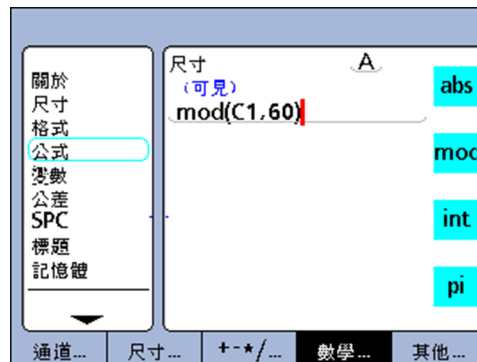 關於
尺寸
格式
公式
變數
公差
SPC
標題
記憶體
尺寸
A
(可見)
mod(C1,60)
abs
mod
int
pi
通道...
尺寸...
+-*/...
數學...
其他...